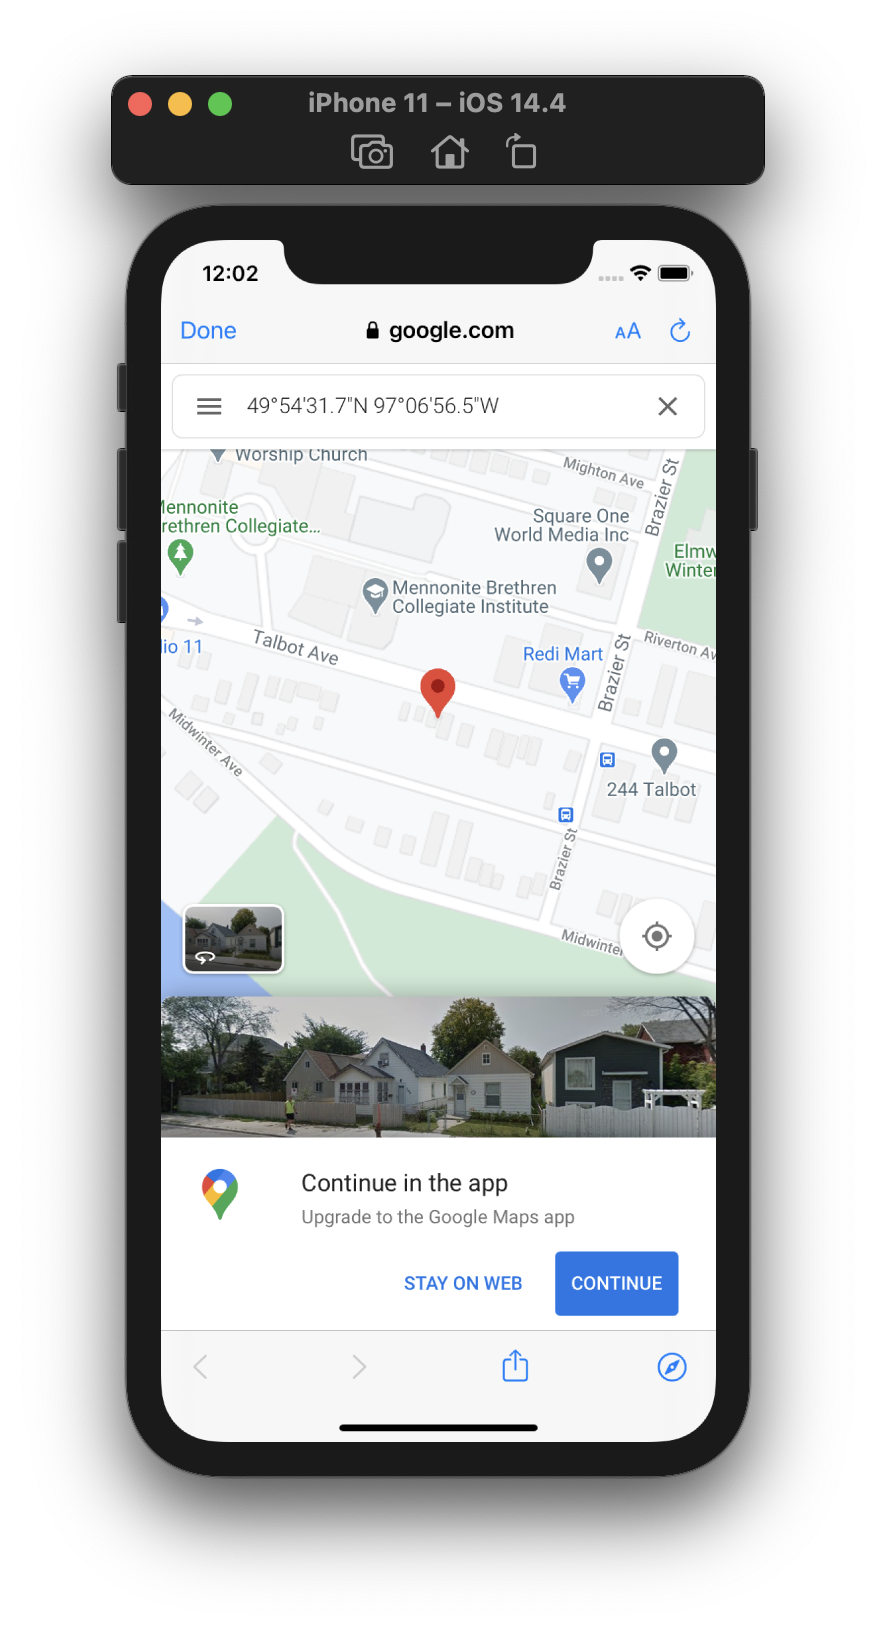 iPhone 11 – iOS 14.4
12:02
Done
google.com
AA
49°54'31.7"N 97°06'56.5"W
Worship Church
Mighton Ave
Brazier St
Mennonite
rethren Collegiate...
Square One
World Media Inc
Elmw
Winter
Mennonite Brethren
Collegiate Institute
io 11
Talbot Ave
Redi Mart
Brazier St
Riverton Av
Midwinter Ave
244 Talbot
Brazier St
Midwinter
Continue in the app
Upgrade to the Google Maps app
STAY ON WEB
CONTINUE